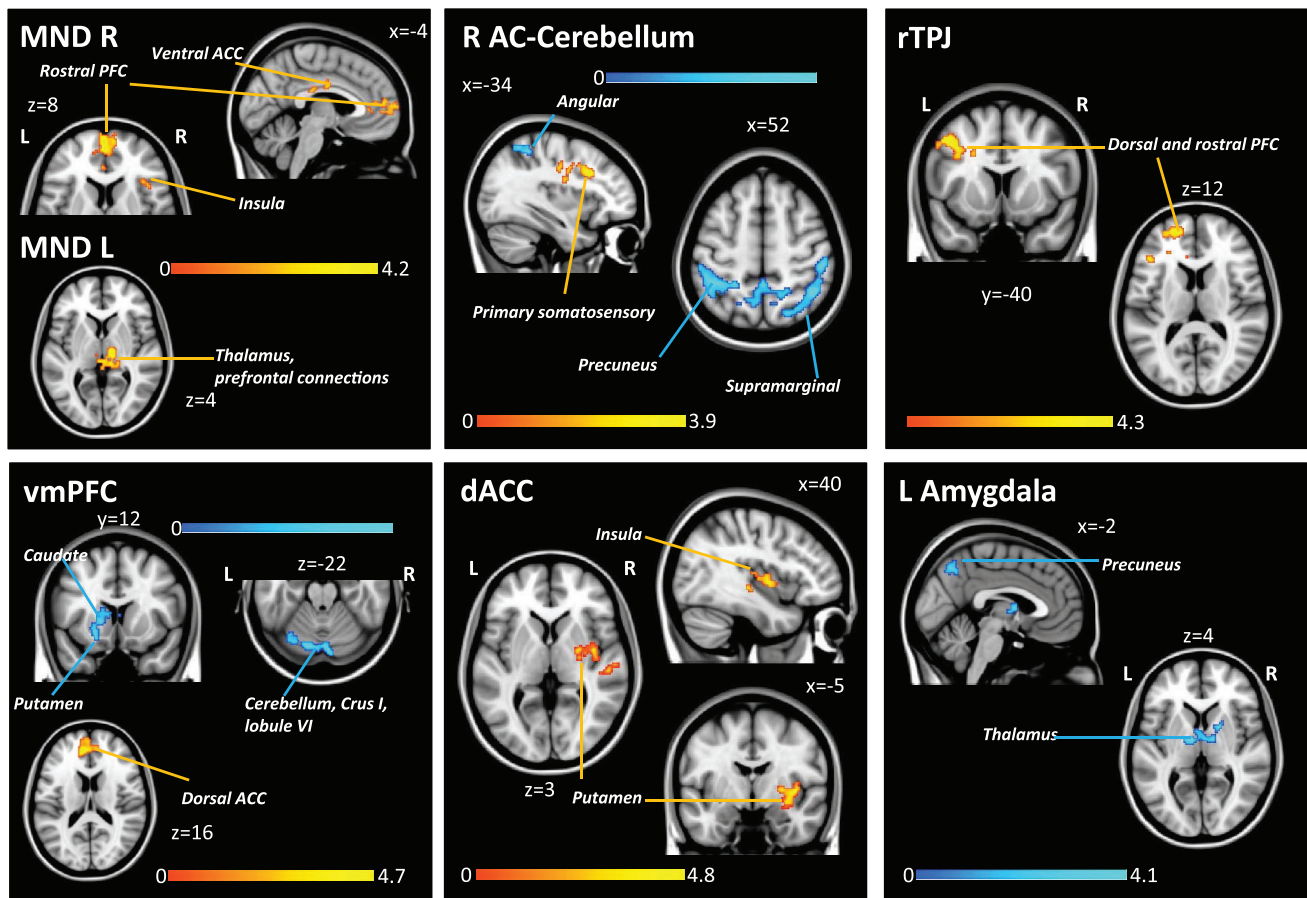 MND R
x=-4
Ventral ACC
Rostral PFC
z=8
L
R
Insula
MND L
4.2
0
Thalamus,
prefrontal connections
z=4
R AC-Cerebellum
0
x=-34
Angular
x=52
Primary somatosensory
Precuneus
Supramarginal
0
3.9
rTPJ
L
R
Dorsal and rostral PFC
z=12
y=-40
4.3
vmPFC
y=12
0
Caudate
z=-22
L
R
Putamen
Cerebellum, Crus I,
lobule VI
Dorsal ACC
z=16
0
4.7
dACC
x=40
Insula
L
R
x=-5
z=3
Putamen
0
4.8
L Amygdala
x=-2
Precuneus
z=4
L
R
Thalamus
0
4.1